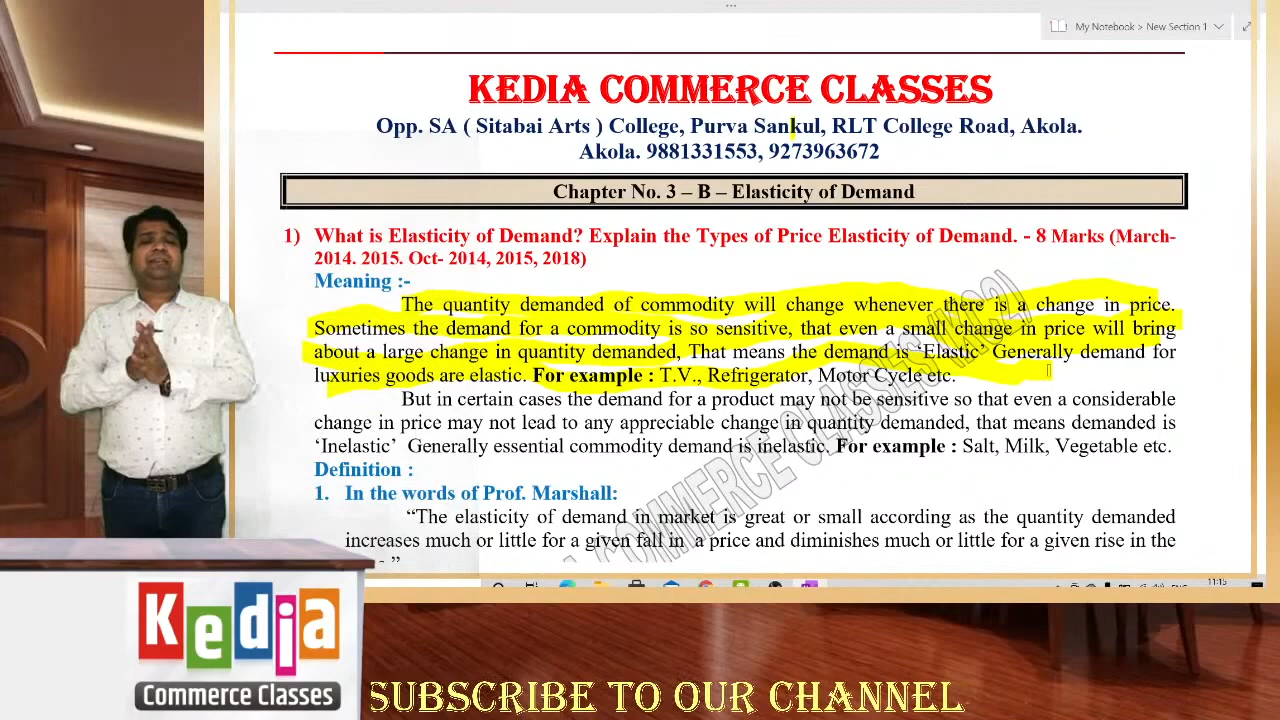 My Notebook > New Section 1
KEDIA COMMERCE CLASSES
Opp. SA ( Sitabai Arts ) College, Purva Sankul, RLT College Road, Akola.
Akola. 9881331553, 9273963672
Chapter No. 3 – B – Elasticity of Demand
1) What is Elasticity of Demand? Explain the Types of Price Elasticity of Demand. - 8 Marks (March-
2014. 2015. Oct- 2014, 2015, 2018)
Meaning :-
The quantity demanded of commodity will change whenever there is a change in price.
Sometimes the demand for a commodity is so sensitive, that even a small change in price will bring
about a large change in quantity demanded, That means the demand is ‘Elastic’ Generally demand for
luxuries goods are elastic. For example : T.V., Refrigerator, Motor Cycle etc.
But in certain cases the demand for a product may not be sensitive so that even a considerable
change in price may not lead to any appreciable change in quantity demanded, that means demanded is
‘Inelastic’ Generally essential commodity demand is inelastic. For example : Salt, Milk, Vegetable etc.
Definition :
1. In the words of Prof. Marshall:
“The elasticity of demand in market is great or small according as the quantity demanded
increases much or little for a given fall in a price and diminishes much or little for a given rise in the
COMMERCE CLASSES
11:15
Kedia
Commerce Classes
SUBSCRIBE TO OUR CHANNEL